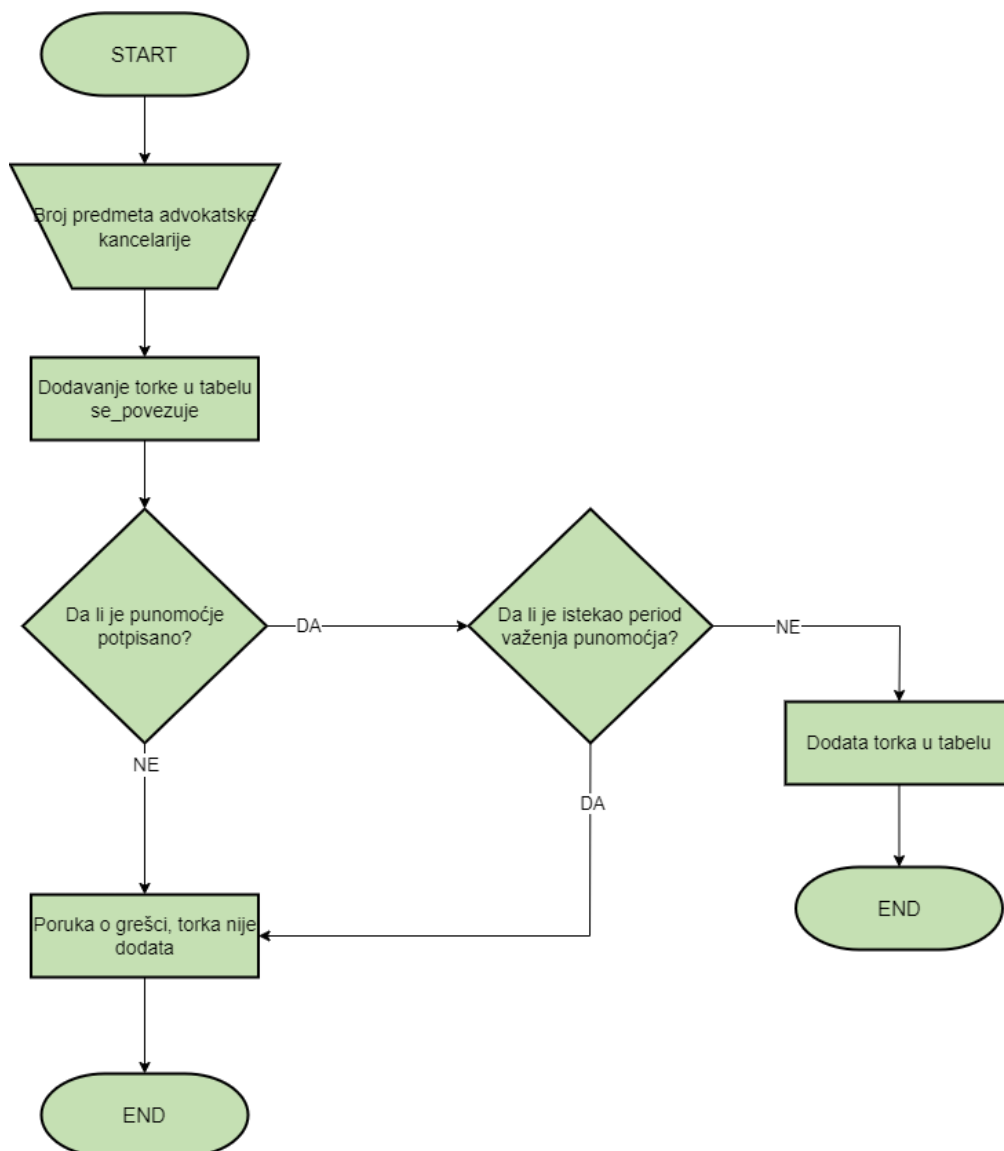 START
Broj predmeta advokatske
kancelarije
Dodavanje torke u tabelu
se_povezuje
Da li je punomoćje
potpisano?
DA
Da li je istekao period
važenja punomoćja?
NE
Dodata torka u tabelu
END
NE
DA
Poruka o grešci, torka nije
dodata
END